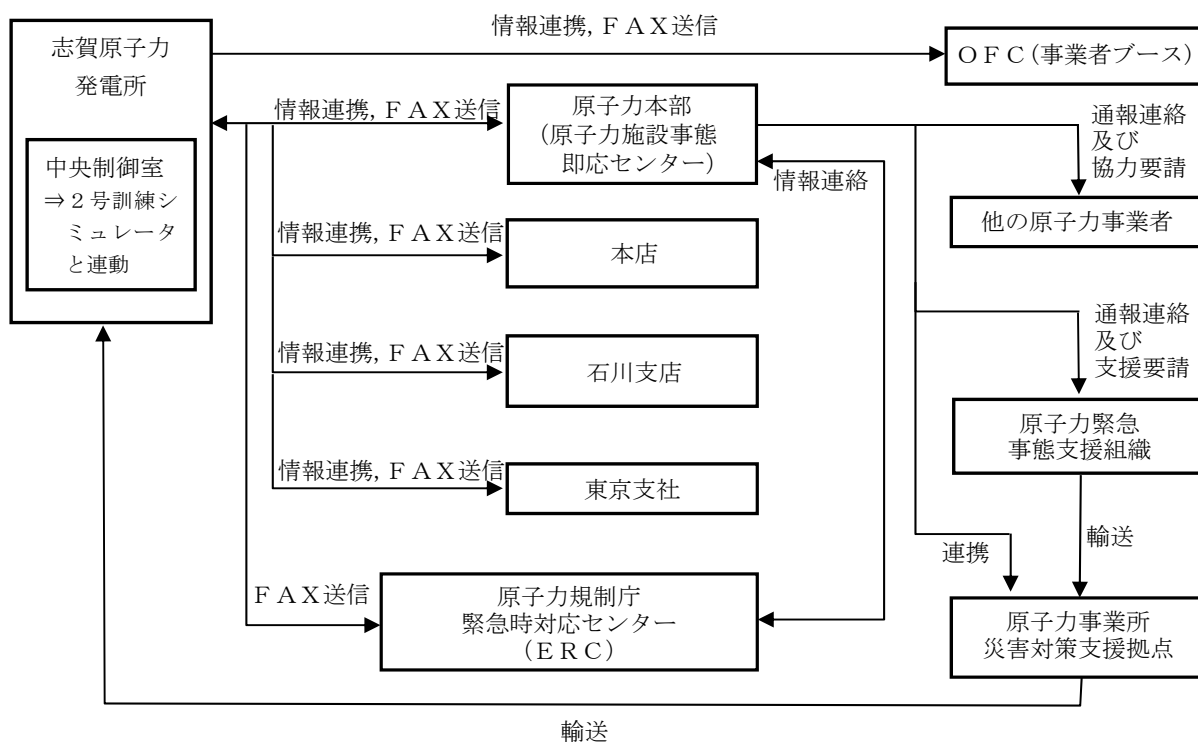 情報連携,ＦＡＸ送信
志賀原子力
発電所
ＯＦＣ(事業者ブース)
情報連携,ＦＡＸ送信
原子力本部
(原子力施設事態
即応センター)
通報連絡
及び
協力要請
中央制御室
⇒２号訓練シ
ミュレータ
と連動
情報連絡
他の原子力事業者
情報連携,ＦＡＸ送信
本店
通報連絡
及び
支援要請
情報連携,ＦＡＸ送信
石川支店
原子力緊急
事態支援組織
情報連携,ＦＡＸ送信
東京支社
連携
輸送
ＦＡＸ送信
原子力規制庁
緊急時対応センター
(ＥＲＣ)
原子力事業所
災害対策支援拠点
輸送